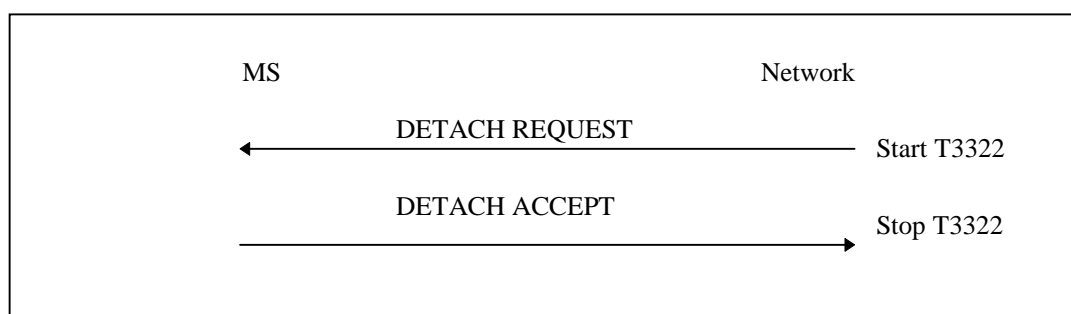 MS Network
DETACH REQUEST
Start T3322
DETACH ACCEPT
Stop T3322